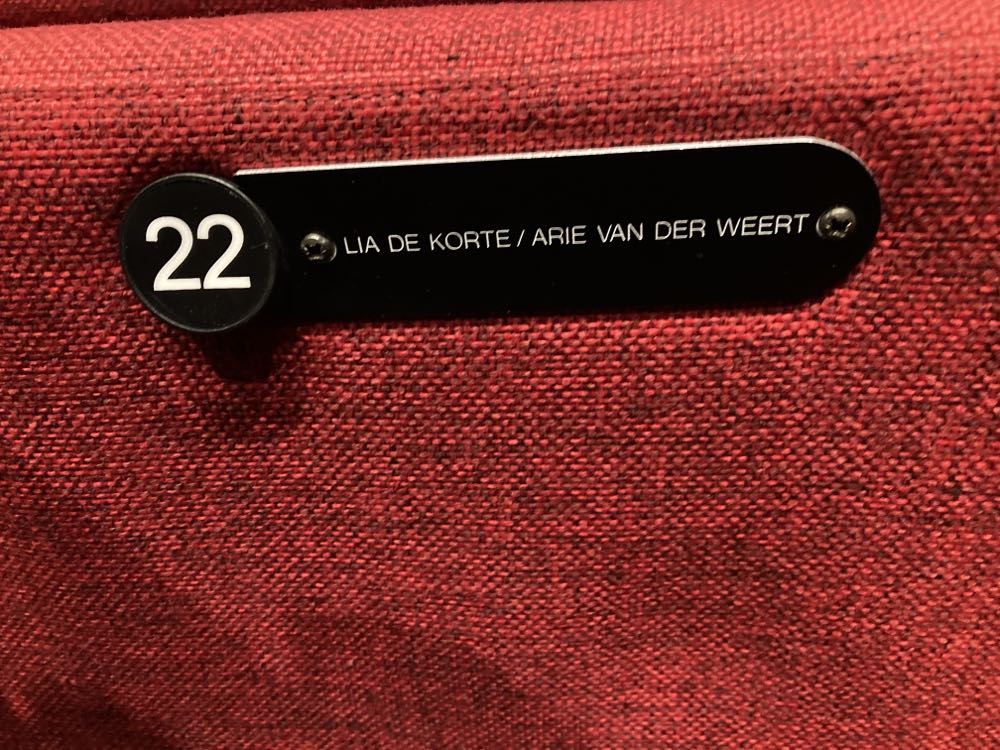 22
LIA DE KORTE / ARIE VAN DER WEERT